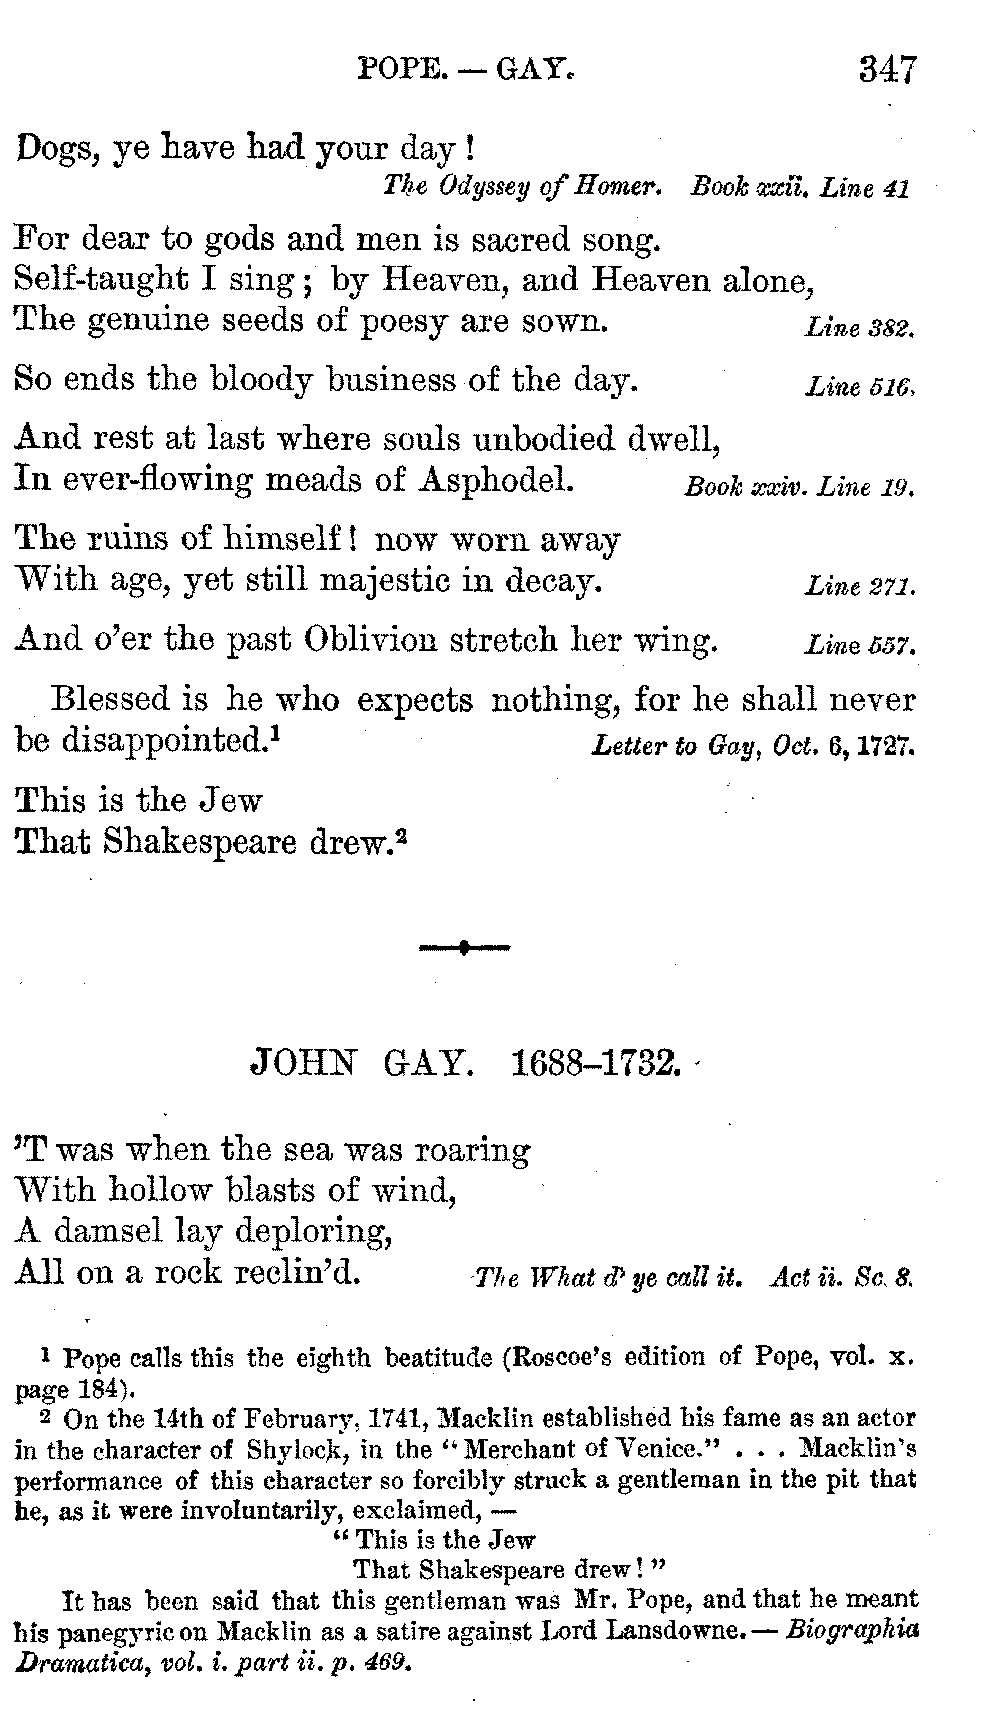 POPE. — GAY. 347
Dogs, ye have had your day !
The Odyssey of Homer. Book xxii. Line 41
For dear to gods and men is sacred song.
Self-taught I sing ; by Heaven, and Heaven alone,
The genuine seeds of poesy are sown. Line 382.
So ends the bloody business of the day. Line 516.
And rest at last where souls unbodied dwell,
In ever-flowing meads of Asphodel. Book xxiv. Line 19.
The ruins of himself! now worn away
With age, yet still majestic in decay. Line 271.
And o'er the past Oblivion stretch her wing. Line 557.
Blessed is he who expects nothing, for he shall never
be disappointed.¹ Letter to Gay, Oct. 6, 1727.
This is the Jew
That Shakespeare drew.²
JOHN GAY. 1688–1732.
'T was when the sea was roaring
With hollow blasts of wind,
A damsel lay deploring,
All on a rock reclin'd. The What d' ye call it. Act ii. Sc. 8.
¹ Pope calls this the eighth beatitude (Roscoe's edition of Pope, vol. x.
page 184).
² On the 14th of February, 1741, Macklin established his fame as an actor
in the character of Shylock, in the "Merchant of Venice." . . . Macklin's
performance of this character so forcibly struck a gentleman in the pit that
he, as it were involuntarily, exclaimed, —
"This is the Jew
That Shakespeare drew!"
It has been said that this gentleman was Mr. Pope, and that he meant
his panegyric on Macklin as a satire against Lord Lansdowne. — Biographia
Dramatica, vol. i. part ii. p. 469.